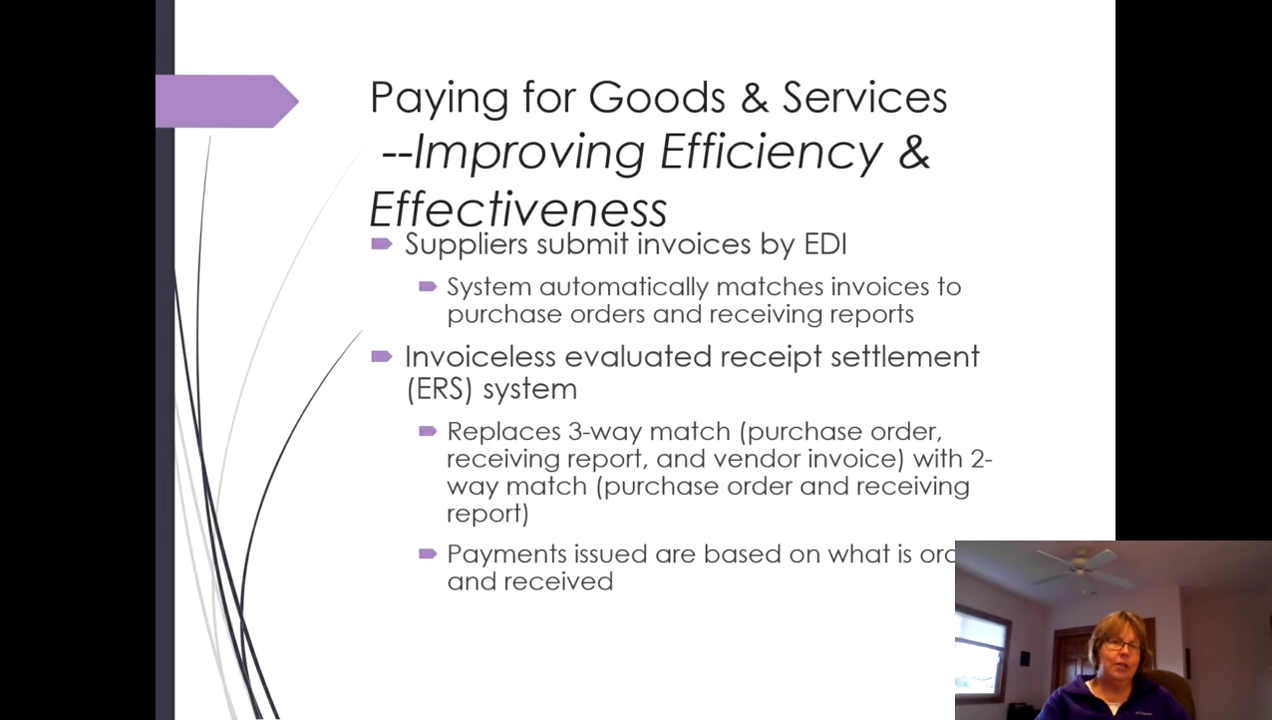 Paying for Goods & Services
--Improving Efficiency &
Effectiveness
Suppliers submit invoices by EDI
System automatically matches invoices to
purchase orders and receiving reports
Invoiceless evaluated receipt settlement
(ERS) system
Replaces 3-way match (purchase order,
receiving report, and vendor invoice) with 2-
way match (purchase order and receiving
report)
Payments issued are based on what is
and received